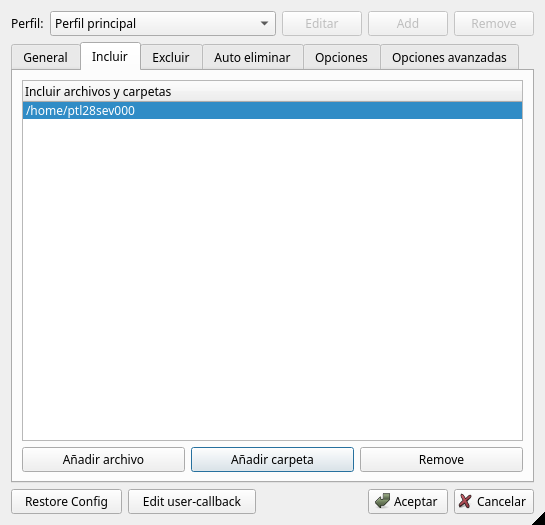 Perfil: Perfil principal Editar Add Remove
General Incluir Excluir Auto eliminar Opciones Opciones avanzadas
Incluir archivos y carpetas
/home/ptl28sev000
Añadir archivo Añadir carpeta Remove
Restore Config Edit user-callback Aceptar Cancelar